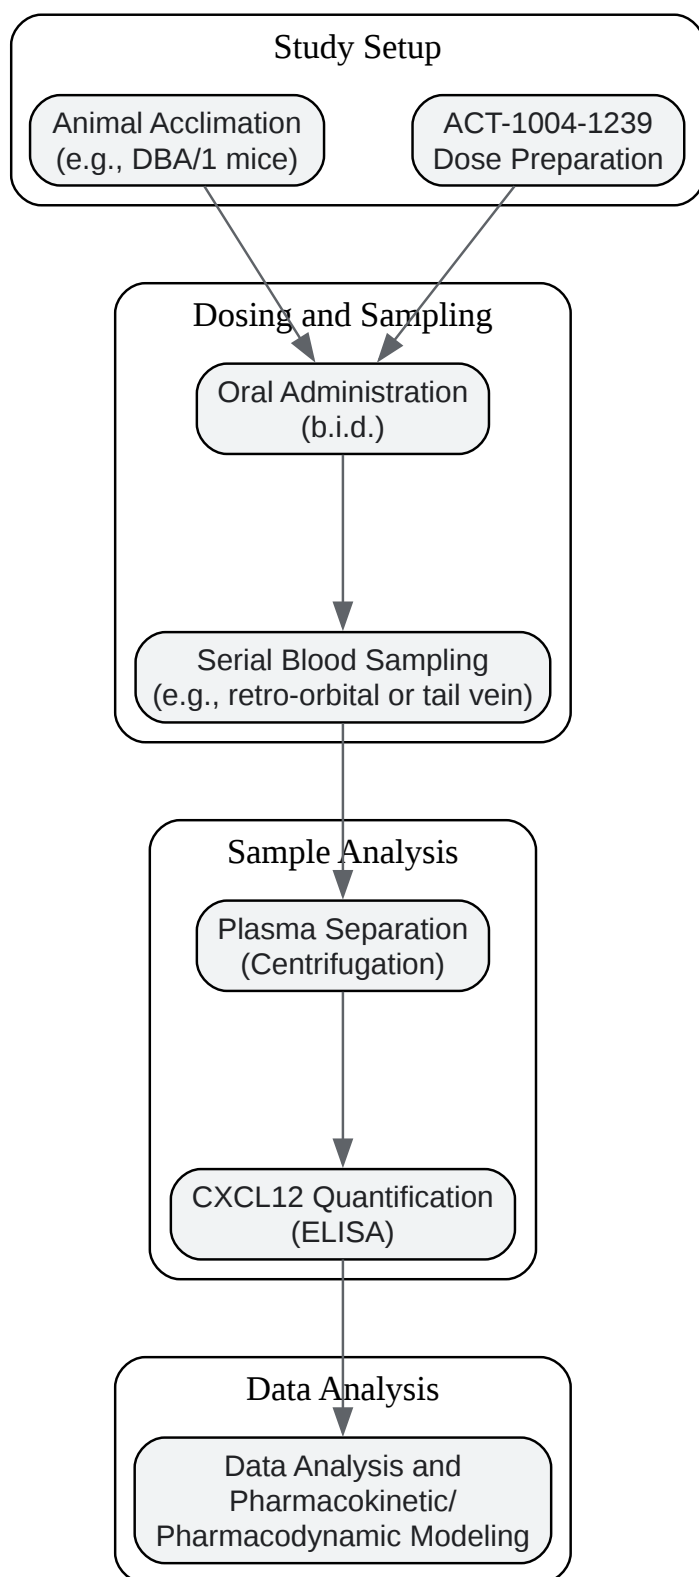 Study Setup
Animal Acclimation
(e.g., DBA/1 mice)
ACT-1004-1239
Dose Preparation
Dosing and Sampling
Oral Administration
(b.i.d.)
Serial Blood Sampling
(e.g., retro-orbital or tail vein)
Sample Analysis
Plasma Separation
(Centrifugation)
CXCL12 Quantification
(ELISA)
Data Analysis
Data Analysis and
Pharmacokinetic/
Pharmacodynamic Modeling